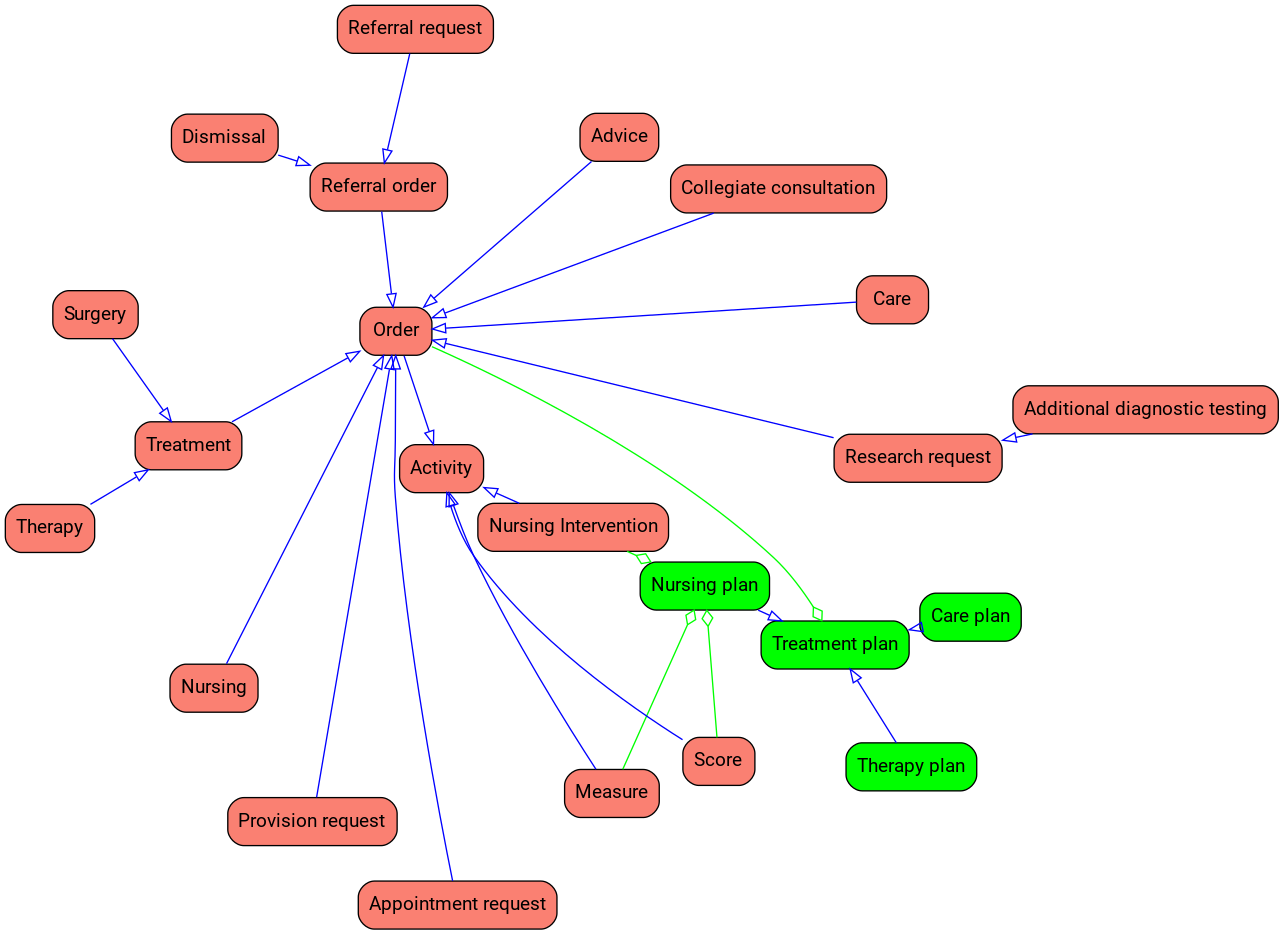 Referral request
Dismissal
Advice
Referral order
Collegiate consultation
Care
Surgery
Order
Additional diagnostic testing
Treatment
Research request
Activity
Therapy
Nursing Intervention
Nursing plan
Care plan
Treatment plan
Nursing
Score
Therapy plan
Measure
Provision request
Appointment request